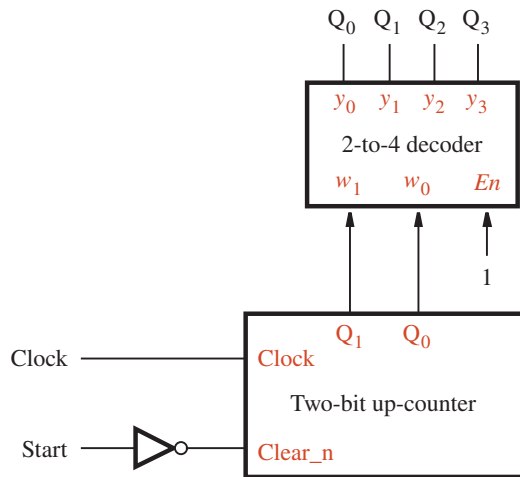 Q₀ Q₁ Q₂ Q₃
y₀ y₁ y₂ y₃
2-to-4 decoder
w₁ w₀ En
1
Q₁ Q₀
Clock Clock
Two-bit up-counter
Start Clear_n